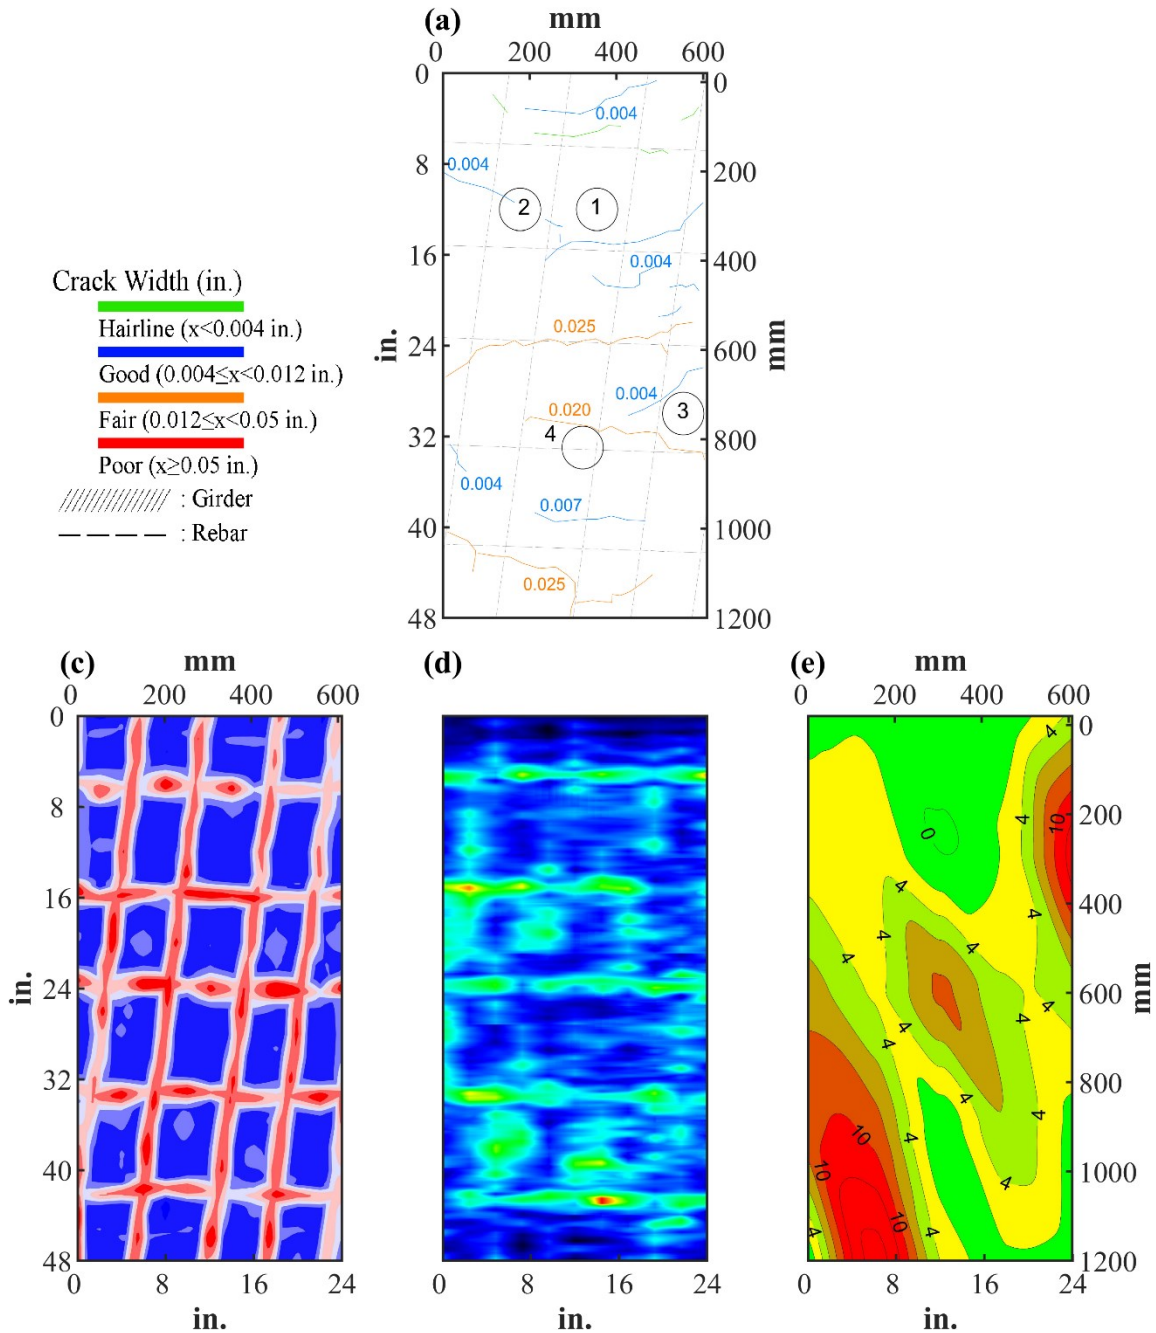 (a)
mm
0 200 400 600
0
8
16
24
32
40
48
in.
0
200
400
600
800
1000
1200
mm
0.004
0.004
2
1
0.004
0.025
0.004
3
0.020
4
0.004
0.007
0.025
Crack Width (in.)
Hairline (x<0.004 in.)
Good (0.004≤x<0.012 in.)
Fair (0.012≤x<0.05 in.)
Poor (x≥0.05 in.)
: Girder
: Rebar
(c)
mm
0 200 400 600
0
8
16
24
32
40
48
in.
0 8 16 24
in.
(d)
0 8 16 24
in.
(e)
mm
0 200 400 600
0
200
400
600
800
1000
1200
mm
4
4
10
0
4
4
4
4
4
4
4
4
4
4
4
4
10
10
4
4
10
4
4
0 8 16 24
in.